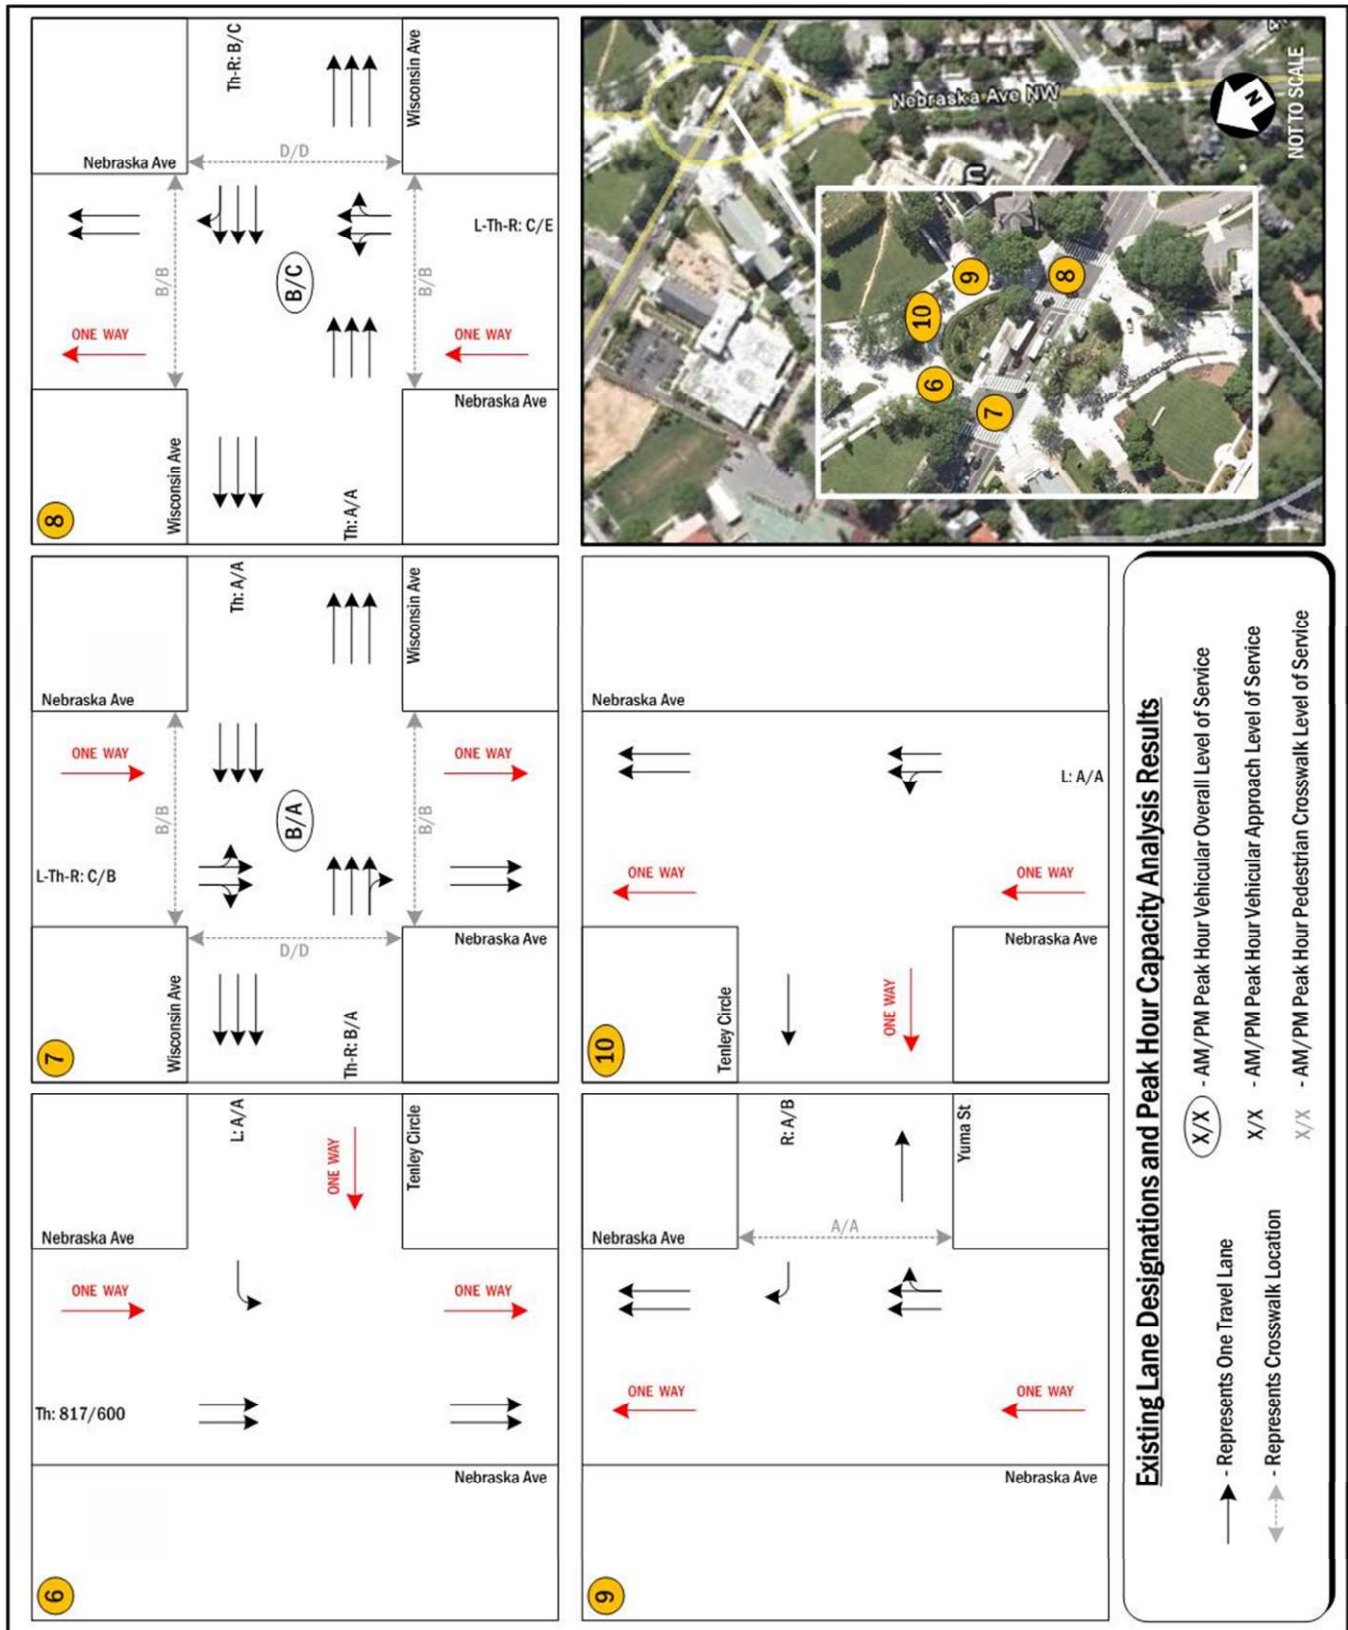 6
Nebraska Ave
ONE WAY
Th: 817/600
L: A/A
ONE WAY
Tenley Circle
ONE WAY
Nebraska Ave
7
Nebraska Ave
ONE WAY
L-Th-R: C/B
B/B
Wisconsin Ave
Th: A/A
B/A
D/D
Th-R: B/A
B/B
Wisconsin Ave
ONE WAY
Nebraska Ave
8
Nebraska Ave
ONE WAY
B/B
Wisconsin Ave
Th-R: B/C
B/C
D/D
Th: A/A
B/B
Wisconsin Ave
ONE WAY
L-Th-R: C/E
Nebraska Ave
9
Nebraska Ave
ONE WAY
R: A/B
A/A
Yuma St
ONE WAY
Nebraska Ave
10
Nebraska Ave
ONE WAY
Tenley Circle
ONE WAY
ONE WAY
L: A/A
Nebraska Ave
Nebraska Ave NW
10
9
6
8
7
N
NOT TO SCALE
Existing Lane Designations and Peak Hour Capacity Analysis Results
- Represents One Travel Lane
- Represents Crosswalk Location
X/X - AM/PM Peak Hour Vehicular Overall Level of Service
X/X - AM/PM Peak Hour Vehicular Approach Level of Service
X/X - AM/PM Peak Hour Pedestrian Crosswalk Level of Service